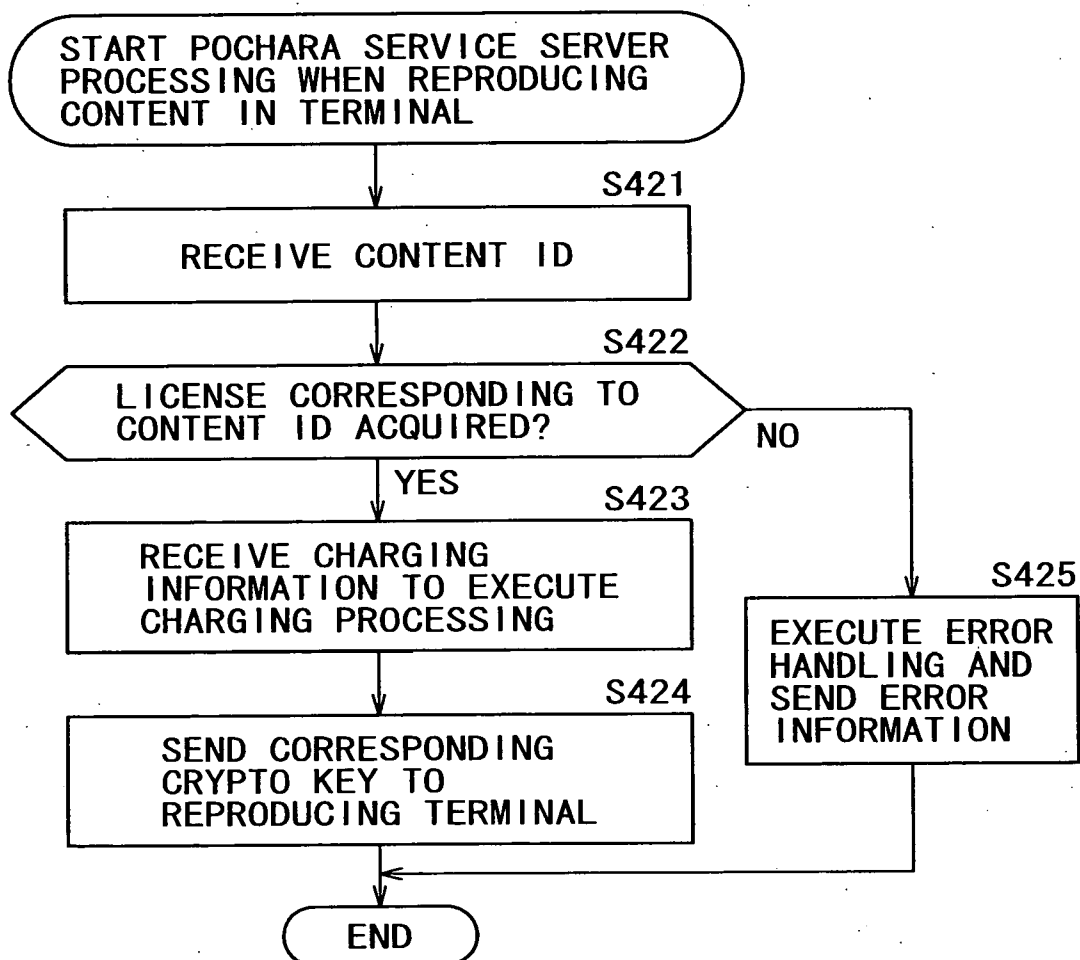 START POCHARA SERVICE SERVER
PROCESSING WHEN REPRODUCING
CONTENT IN TERMINAL
S421
RECEIVE CONTENT ID
S422
LICENSE CORRESPONDING TO
CONTENT ID ACQUIRED?
NO
YES
S423
RECEIVE CHARGING
INFORMATION TO EXECUTE
CHARGING PROCESSING
S425
EXECUTE ERROR
HANDLING AND
SEND ERROR
INFORMATION
S424
SEND CORRESPONDING
CRYPTO KEY TO
REPRODUCING TERMINAL
END